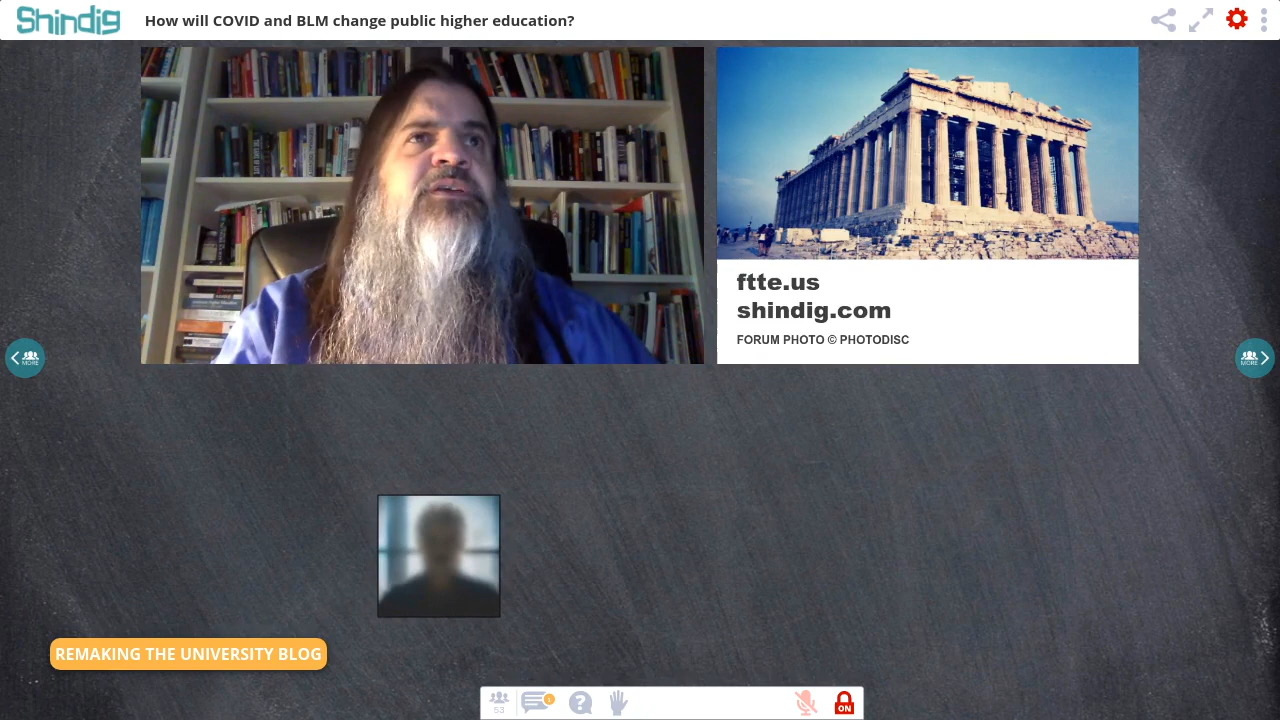 Shindig
How will COVID and BLM change public higher education?
ftte.us
shindig.com
FORUM PHOTO © PHOTODISC
MORE
MORE
REMAKING THE UNIVERSITY BLOG
53
ON